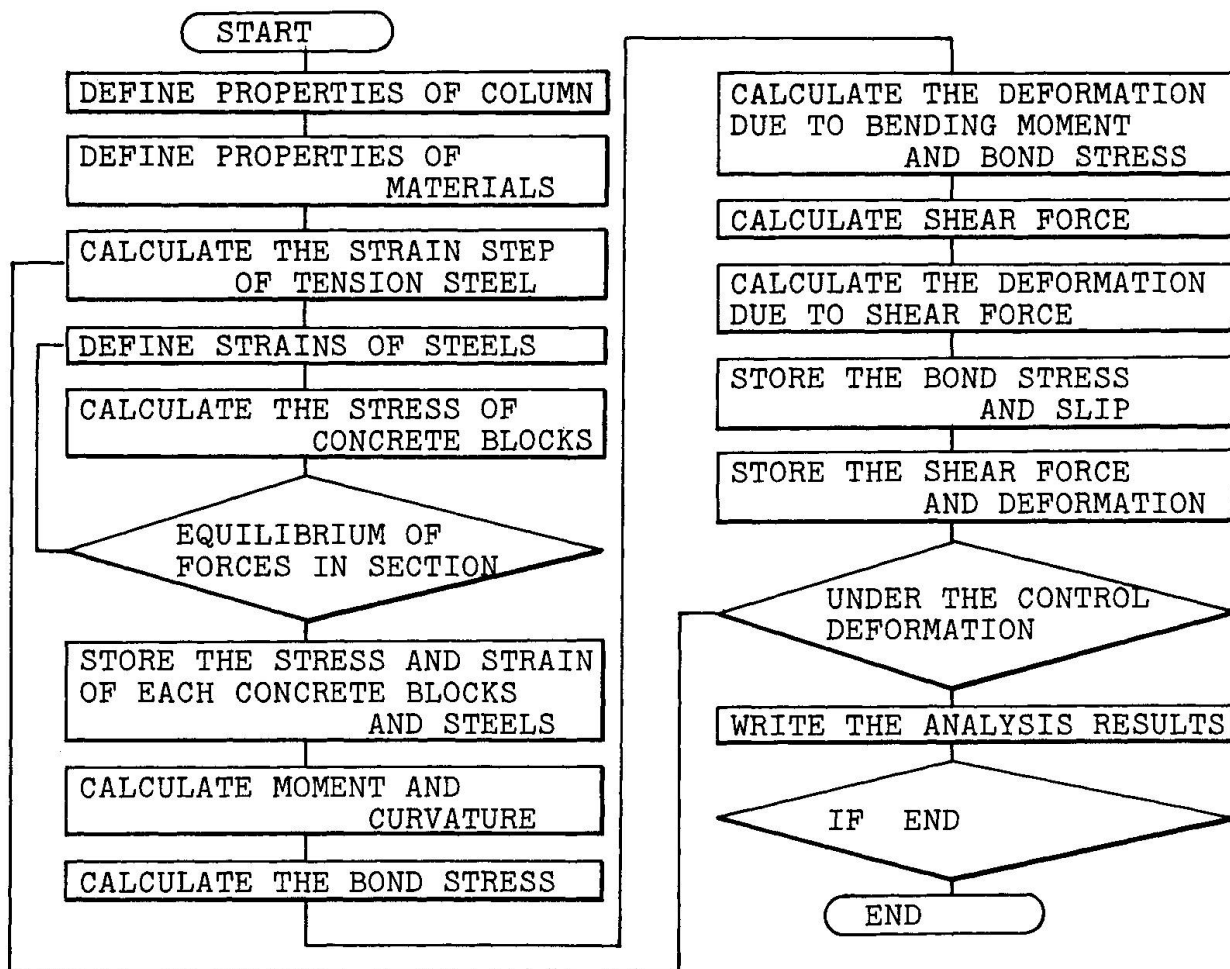 START
DEFINE PROPERTIES OF COLUMN
DEFINE PROPERTIES OF
MATERIALS
CALCULATE THE STRAIN STEP
OF TENSION STEEL
DEFINE STRAINS OF STEELS
CALCULATE THE STRESS OF
CONCRETE BLOCKS
EQUILIBRIUM OF
FORCES IN SECTION
STORE THE STRESS AND STRAIN
OF EACH CONCRETE BLOCKS
AND STEELS
CALCULATE MOMENT AND
CURVATURE
CALCULATE THE BOND STRESS
CALCULATE THE DEFORMATION
DUE TO BENDING MOMENT
AND BOND STRESS
CALCULATE SHEAR FORCE
CALCULATE THE DEFORMATION
DUE TO SHEAR FORCE
STORE THE BOND STRESS
AND SLIP
STORE THE SHEAR FORCE
AND DEFORMATION
UNDER THE CONTROL
DEFORMATION
WRITE THE ANALYSIS RESULTS
IF END
END